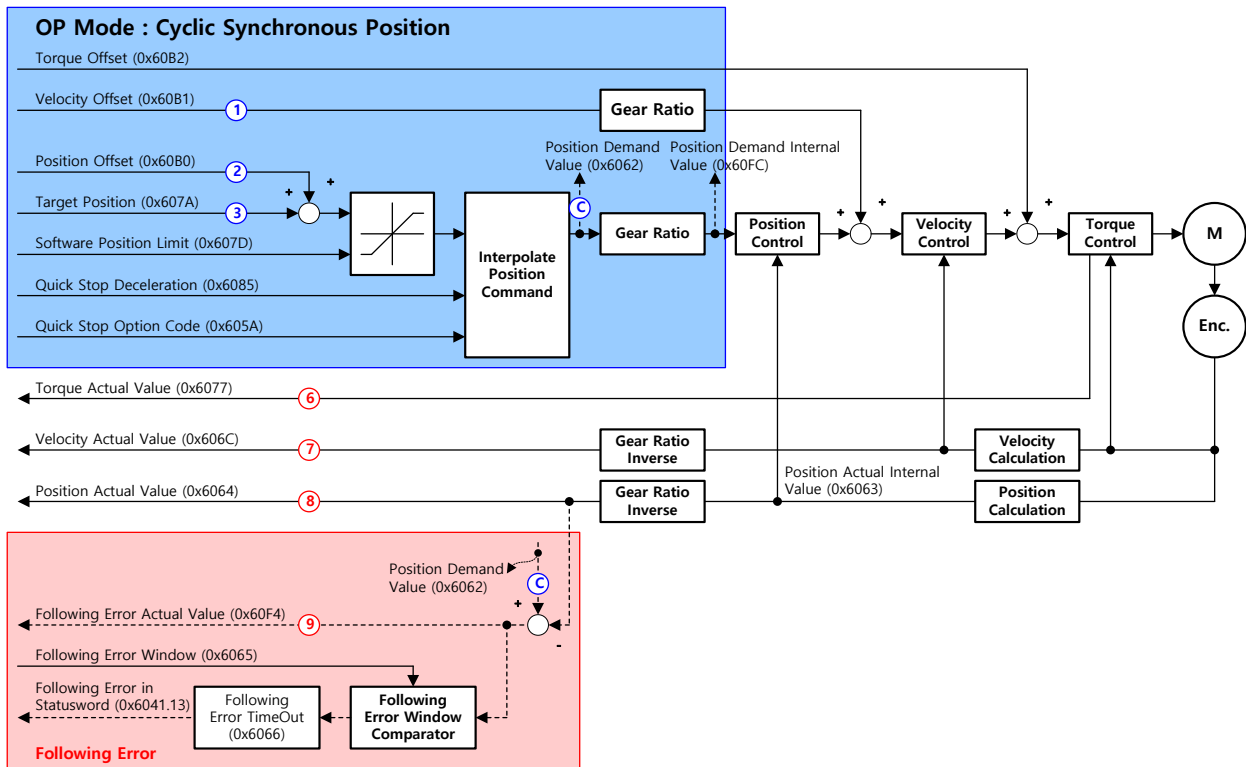 OP Mode : Cyclic Synchronous Position
Torque Offset (0x60B2)
Velocity Offset (0x60B1)
1
Gear Ratio
+
Position Offset (0x60B0)
2
+
+
Target Position (0x607A)
3
Software Position Limit (0x607D)
Quick Stop Deceleration (0x6085)
Quick Stop Option Code (0x605A)
Interpolate
Position
Command
Position Demand
Value (0x6062)
C
Position Demand Internal
Value (0x60FC)
Gear Ratio
Position
Control
+
Velocity
Control
+
+
Torque
Control
M
Enc.
Torque Actual Value (0x6077)
6
Velocity Actual Value (0x606C)
7
Gear Ratio
Inverse
Velocity
Calculation
Position Actual Value (0x6064)
8
Gear Ratio
Inverse
Position Actual Internal
Value (0x6063)
Position
Calculation
Position Demand
Value (0x6062)
C
+
-
Following Error Actual Value (0x60F4)
9
Following Error Window (0x6065)
Following Error in
Statusword (0x6041.13)
Following
Error TimeOut
(0x6066)
Following
Error Window
Comparator
Following Error